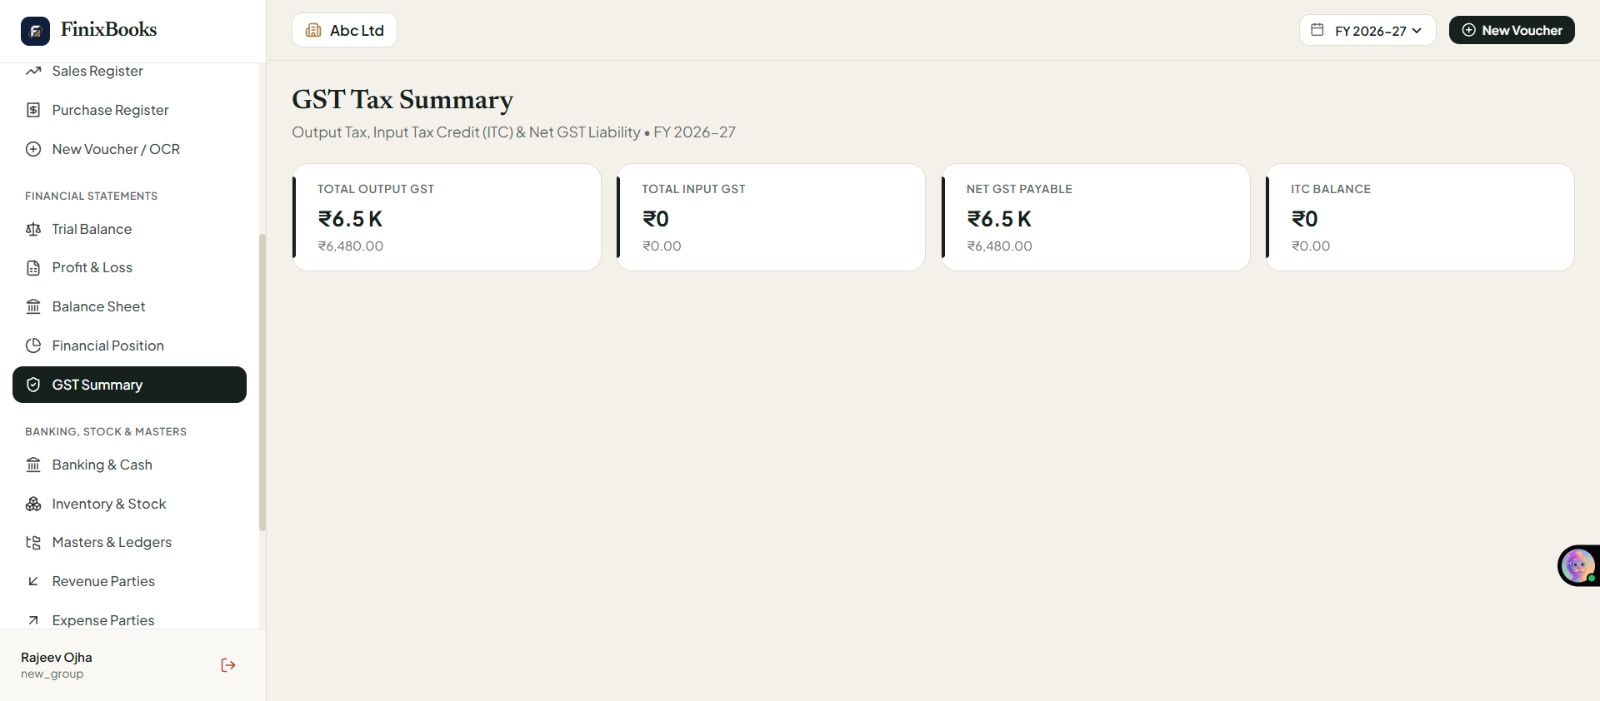 FinixBooks
Sales Register
Purchase Register
New Voucher / OCR
FINANCIAL STATEMENTS
Trial Balance
Profit & Loss
Balance Sheet
Financial Position
GST Summary
BANKING, STOCK & MASTERS
Banking & Cash
Inventory & Stock
Masters & Ledgers
Revenue Parties
Expense Parties
Rajeev Ojha
new_group
Abc Ltd
FY 2026-27
New Voucher
GST Tax Summary
Output Tax, Input Tax Credit (ITC) & Net GST Liability • FY 2026-27
TOTAL OUTPUT GST
₹6.5 K
₹6,480.00
TOTAL INPUT GST
₹0
₹0.00
NET GST PAYABLE
₹6.5 K
₹6,480.00
ITC BALANCE
₹0
₹0.00